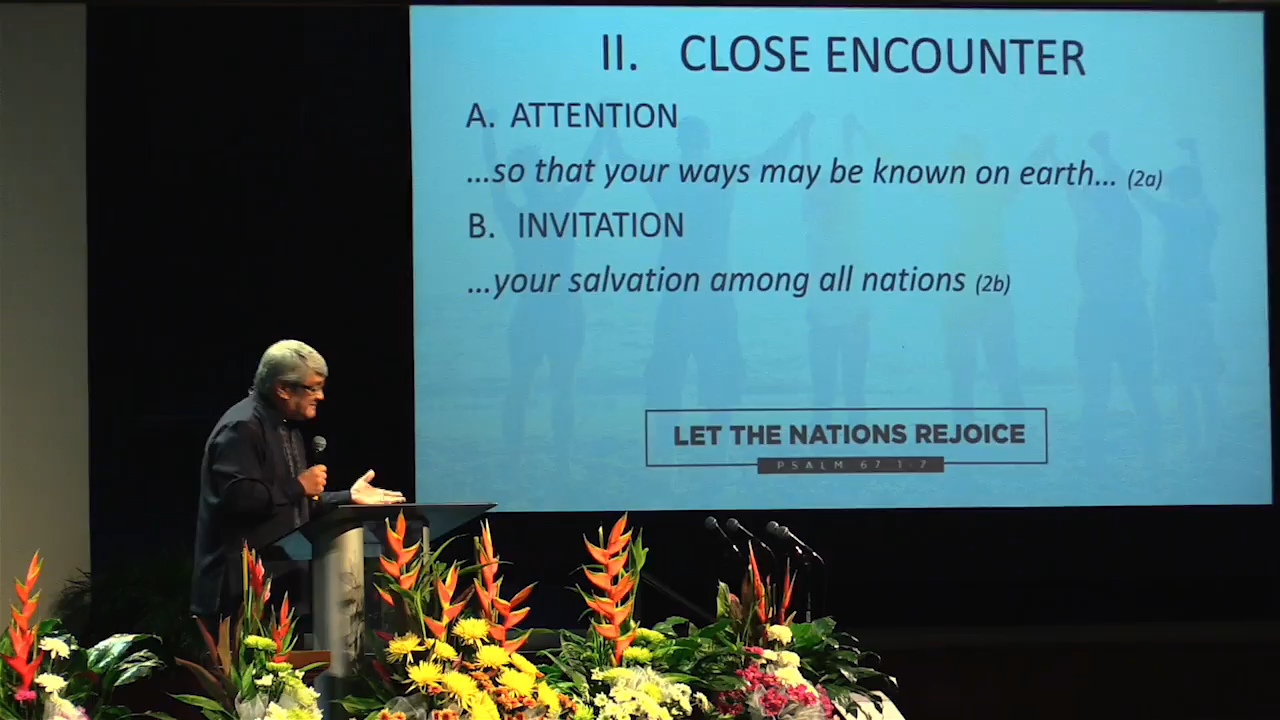 II. CLOSE ENCOUNTER
A. ATTENTION
...so that your ways may be known on earth... (2a)
B. INVITATION
...your salvation among all nations (2b)
LET THE NATIONS REJOICE
PSALM 67:1-7